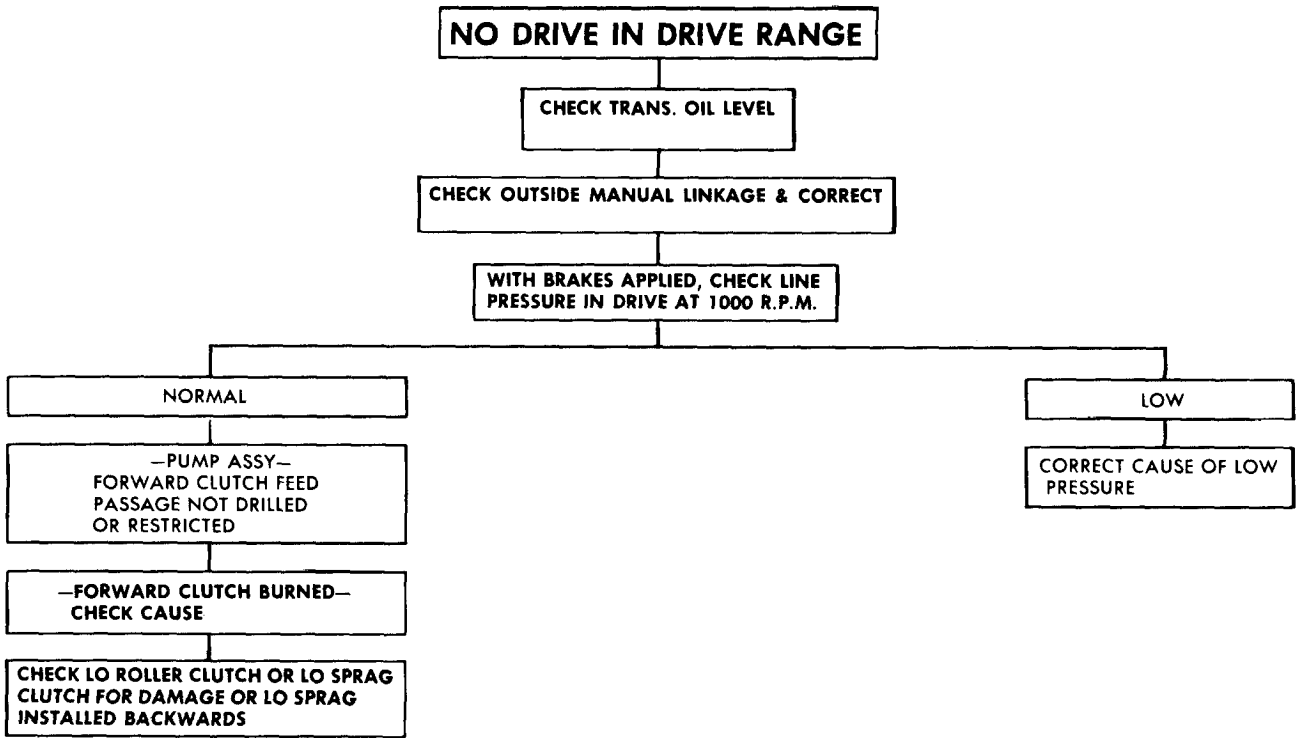 NO DRIVE IN DRIVE RANGE
CHECK TRANS. OIL LEVEL
CHECK OUTSIDE MANUAL LINKAGE & CORRECT
WITH BRAKES APPLIED, CHECK LINE
PRESSURE IN DRIVE AT 1000 R.P.M.
NORMAL
—PUMP ASSY—
FORWARD CLUTCH FEED
PASSAGE NOT DRILLED
OR RESTRICTED
—FORWARD CLUTCH BURNED—
CHECK CAUSE
CHECK LO ROLLER CLUTCH OR LO SPRAG
CLUTCH FOR DAMAGE OR LO SPRAG
INSTALLED BACKWARDS
LOW
CORRECT CAUSE OF LOW
PRESSURE